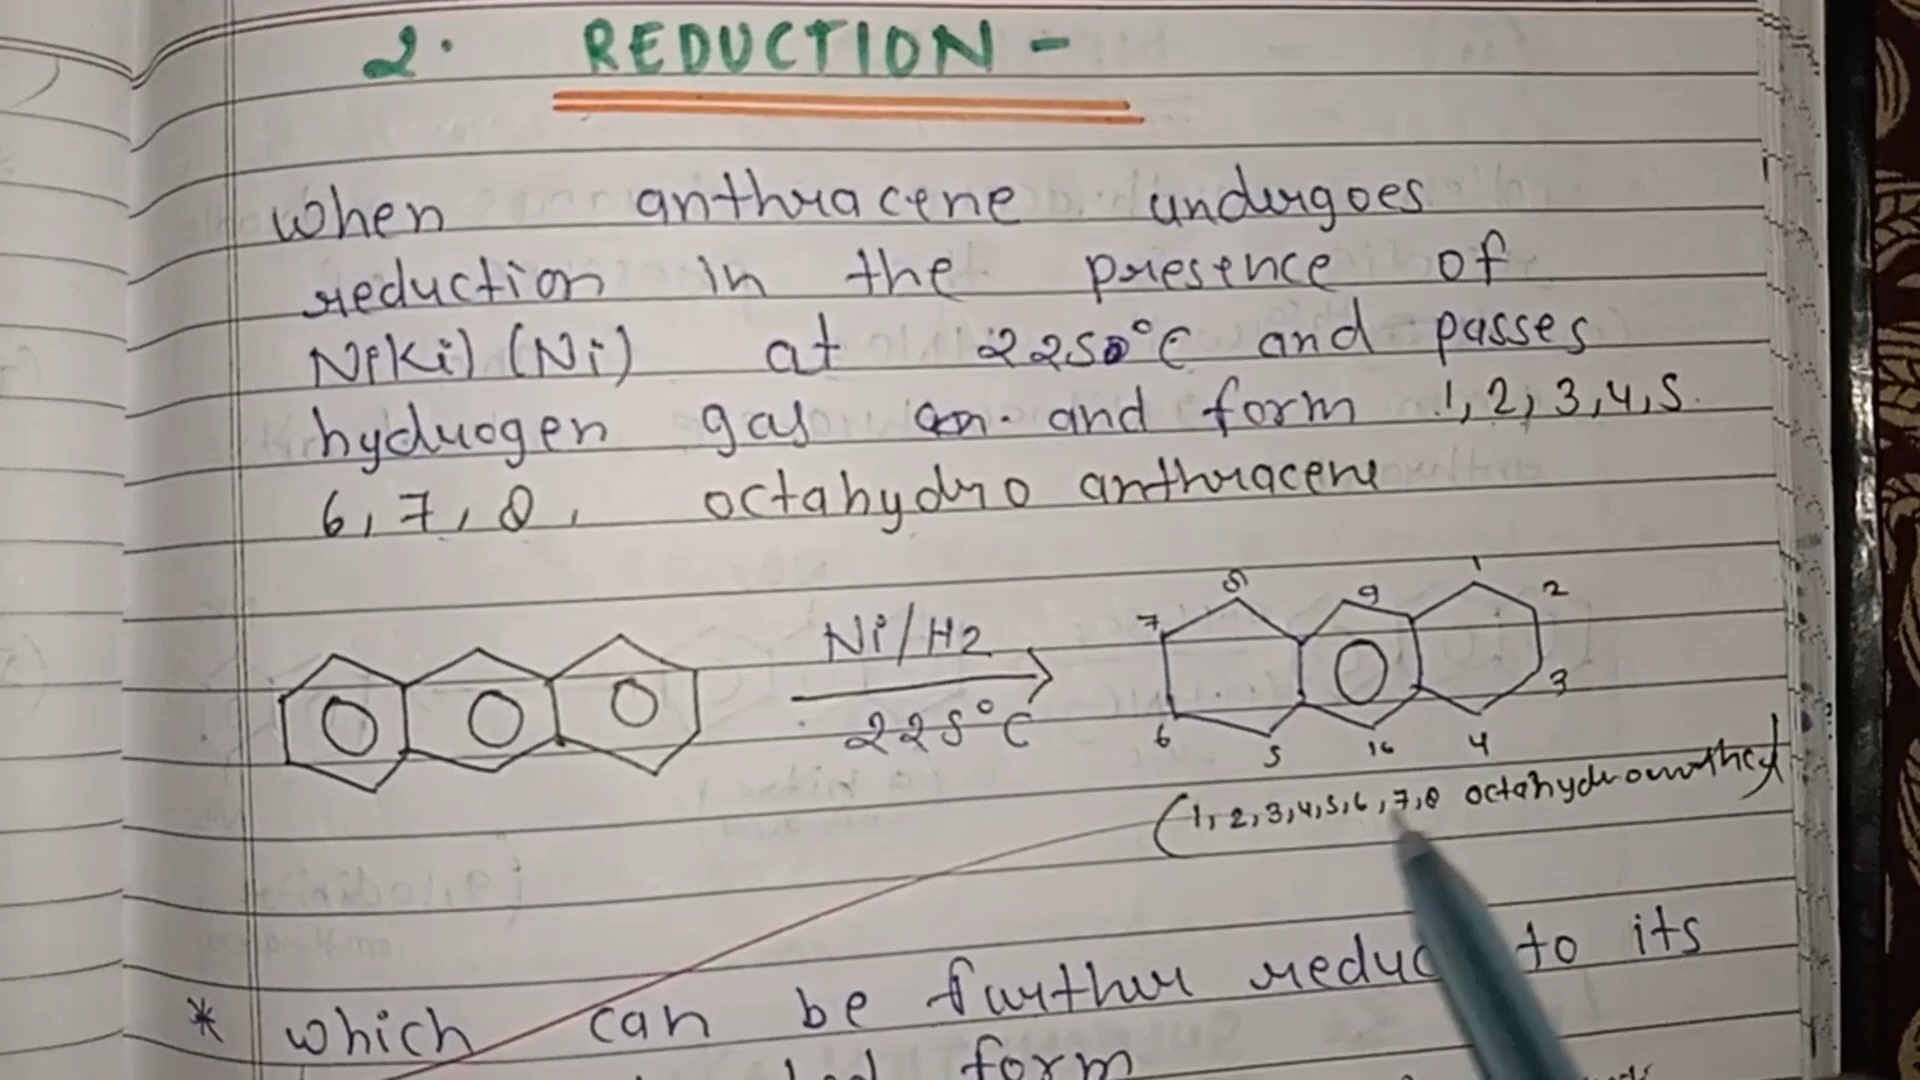 2. REDUCTION -
When anthracene undergoes
reduction in the presence of
Nikil (Ni) at 225°C and passes
hydrogen gas and form 1, 2, 3, 4, 5.
6, 7, 8, octahydro anthracene
8 9 1 2
7
Ni/H2
225°C
3
6 5 10 4
(1, 2, 3, 4, 5, 6, 7, 8
* which can be further to its
form